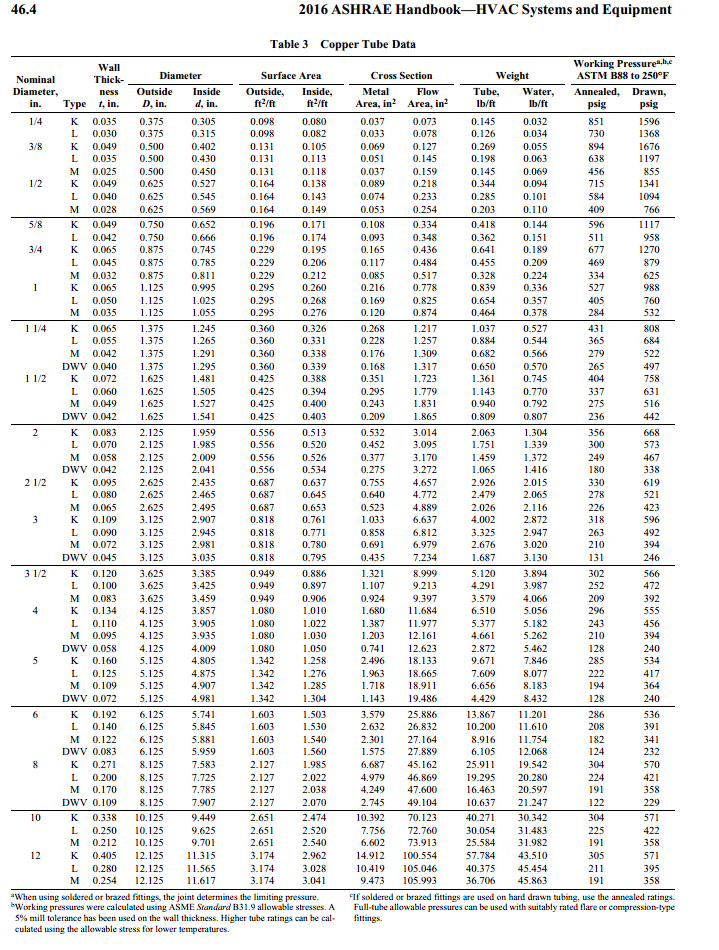 46.4 2016 ASHRAE Handbook—HVAC Systems and Equipment
Table 3 Copper Tube Data
Nominal Diameter, in. Type Wall Thick-ness t, in. Diameter Surface Area Cross Section Weight Working Pressureᵃ,ᵇ,ᶜ ASTM B88 to 250°F
Outside D, in. Inside d, in. Outside, ft²/ft Inside, ft²/ft Metal Area, in² Flow Area, in² Tube, lb/ft Water, lb/ft Annealed, psig Drawn, psig
1/4 K 0.035 0.375 0.305 0.098 0.080 0.037 0.073 0.145 0.032 851 1596
L 0.030 0.375 0.315 0.098 0.082 0.033 0.078 0.126 0.034 730 1368
3/8 K 0.049 0.500 0.402 0.131 0.105 0.069 0.127 0.269 0.055 894 1676
L 0.035 0.500 0.430 0.131 0.113 0.051 0.145 0.198 0.063 638 1197
M 0.025 0.500 0.450 0.131 0.118 0.037 0.159 0.145 0.069 456 855
1/2 K 0.049 0.625 0.527 0.164 0.138 0.089 0.218 0.344 0.094 715 1341
L 0.040 0.625 0.545 0.164 0.143 0.074 0.233 0.285 0.101 584 1094
M 0.028 0.625 0.569 0.164 0.149 0.053 0.254 0.203 0.110 409 766
5/8 K 0.049 0.750 0.652 0.196 0.171 0.108 0.334 0.418 0.144 596 1117
L 0.042 0.750 0.666 0.196 0.174 0.093 0.348 0.362 0.151 511 958
3/4 K 0.065 0.875 0.745 0.229 0.195 0.165 0.436 0.641 0.189 677 1270
L 0.045 0.875 0.785 0.229 0.206 0.117 0.484 0.455 0.209 469 879
M 0.032 0.875 0.811 0.229 0.212 0.085 0.517 0.328 0.224 334 625
1 K 0.065 1.125 0.995 0.295 0.260 0.216 0.778 0.839 0.336 527 988
L 0.050 1.125 1.025 0.295 0.268 0.169 0.825 0.654 0.357 405 760
M 0.035 1.125 1.055 0.295 0.276 0.120 0.874 0.464 0.378 284 532
1 1/4 K 0.065 1.375 1.245 0.360 0.326 0.268 1.217 1.037 0.527 431 808
L 0.055 1.375 1.265 0.360 0.331 0.228 1.257 0.884 0.544 365 684
M 0.042 1.375 1.291 0.360 0.338 0.176 1.309 0.682 0.566 279 522
DWV 0.040 1.375 1.295 0.360 0.339 0.168 1.317 0.650 0.570 265 497
1 1/2 K 0.072 1.625 1.481 0.425 0.388 0.351 1.723 1.361 0.745 404 758
L 0.060 1.625 1.505 0.425 0.394 0.295 1.779 1.143 0.770 337 631
M 0.049 1.625 1.527 0.425 0.400 0.243 1.831 0.940 0.792 275 516
DWV 0.042 1.625 1.541 0.425 0.403 0.209 1.865 0.809 0.807 236 442
2 K 0.083 2.125 1.959 0.556 0.513 0.532 3.014 2.063 1.304 356 668
L 0.070 2.125 1.985 0.556 0.520 0.452 3.095 1.751 1.339 300 573
M 0.058 2.125 2.009 0.556 0.526 0.377 3.170 1.459 1.372 249 467
DWV 0.042 2.125 2.041 0.556 0.534 0.275 3.272 1.065 1.416 180 338
2 1/2 K 0.095 2.625 2.435 0.687 0.637 0.755 4.657 2.926 2.015 330 619
L 0.080 2.625 2.465 0.687 0.645 0.640 4.772 2.479 2.065 278 521
M 0.065 2.625 2.495 0.687 0.653 0.523 4.889 2.026 2.116 226 423
3 K 0.109 3.125 2.907 0.818 0.761 1.033 6.637 4.002 2.872 318 596
L 0.090 3.125 2.945 0.818 0.771 0.858 6.812 3.325 2.947 263 492
M 0.072 3.125 2.981 0.818 0.780 0.691 6.979 2.676 3.020 210 394
DWV 0.045 3.125 3.035 0.818 0.795 0.435 7.234 1.687 3.130 131 246
3 1/2 K 0.120 3.625 3.385 0.949 0.886 1.321 8.999 5.120 3.894 302 566
L 0.100 3.625 3.425 0.949 0.897 1.107 9.213 4.291 3.987 252 472
M 0.083 3.625 3.459 0.949 0.906 0.924 9.397 3.579 4.066 209 392
4 K 0.134 4.125 3.857 1.080 1.010 1.680 11.684 6.510 5.056 296 555
L 0.110 4.125 3.905 1.080 1.022 1.387 11.977 5.377 5.182 243 456
M 0.095 4.125 3.935 1.080 1.030 1.203 12.161 4.661 5.262 210 394
DWV 0.058 4.125 4.009 1.080 1.050 0.741 12.623 2.872 5.462 128 240
5 K 0.160 5.125 4.805 1.342 1.258 2.496 18.133 9.671 7.846 285 534
L 0.125 5.125 4.875 1.342 1.276 1.963 18.665 7.609 8.077 222 417
M 0.109 5.125 4.907 1.342 1.285 1.718 18.911 6.656 8.183 194 364
DWV 0.072 5.125 4.981 1.342 1.304 1.143 19.486 4.429 8.432 128 240
6 K 0.192 6.125 5.741 1.603 1.503 3.579 25.886 13.867 11.201 286 536
L 0.140 6.125 5.845 1.603 1.530 2.632 26.832 10.200 11.610 208 391
M 0.122 6.125 5.881 1.603 1.540 2.301 27.164 8.916 11.754 182 341
DWV 0.083 6.125 5.959 1.603 1.560 1.575 27.889 6.105 12.068 124 232
8 K 0.271 8.125 7.583 2.127 1.985 6.687 45.162 25.911 19.542 304 570
L 0.200 8.125 7.725 2.127 2.022 4.979 46.869 19.295 20.280 224 421
M 0.170 8.125 7.785 2.127 2.038 4.249 47.600 16.463 20.597 191 358
DWV 0.109 8.125 7.907 2.127 2.070 2.745 49.104 10.637 21.247 122 229
10 K 0.338 10.125 9.449 2.651 2.474 10.392 70.123 40.271 30.342 304 571
L 0.250 10.125 9.625 2.651 2.520 7.756 72.760 30.054 31.483 225 422
M 0.212 10.125 9.701 2.651 2.540 6.602 73.913 25.584 31.982 191 358
12 K 0.405 12.125 11.315 3.174 2.962 14.912 100.554 57.784 43.510 305 571
L 0.280 12.125 11.565 3.174 3.028 10.419 105.046 40.375 45.454 211 395
M 0.254 12.125 11.617 3.174 3.041 9.473 105.993 36.706 45.863 191 358
ᵃWhen using soldered or brazed fittings, the joint determines the limiting pressure.
ᵇWorking pressures were calculated using ASME Standard B31.9 allowable stresses. A
5% mill tolerance has been used on the wall thickness. Higher tube ratings can be cal-
culated using the allowable stress for lower temperatures.
ᶜIf soldered or brazed fittings are used on hard drawn tubing, use the annealed ratings.
Full-tube allowable pressures can be used with suitably rated flare or compression-type
fittings.